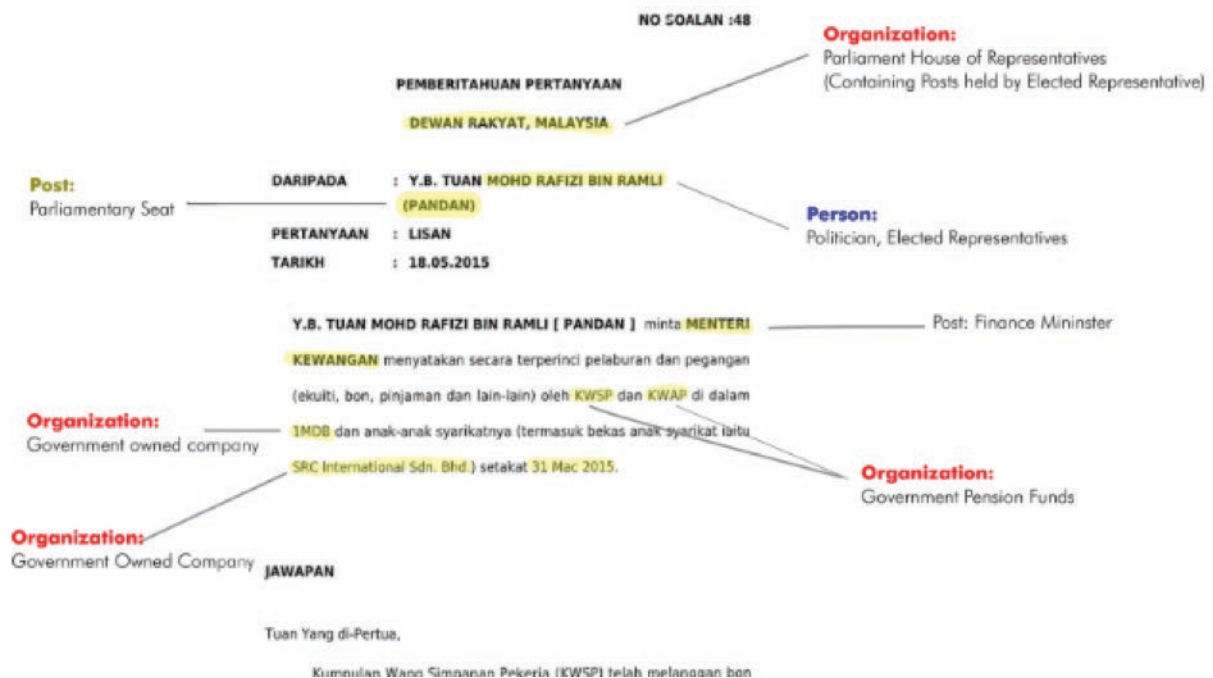 NO SOALAN :48
Organization:
Parliament House of Representatives
(Containing Posts held by Elected Representative)
PEMBERITAHUAN PERTANYAAN
DEWAN RAKYAT, MALAYSIA
Post:
Parliamentary Seat
DARIPADA : Y.B. TUAN MOHD RAFIZI BIN RAMLI
(PANDAN)
Person:
Politician, Elected Representatives
PERTANYAAN : LISAN
TARIKH : 18.05.2015
Y.B. TUAN MOHD RAFIZI BIN RAMLI [ PANDAN ] minta MENTERI
Post: Finance Mininster
KEWANGAN menyatakan secara terperinci pelaburan dan pegangan
(ekuiti, bon, pinjaman dan lain-lain) oleh KWSP dan KWAP di dalam
Organization:
Government owned company
1MDB dan anak-anak syarikatnya (termasuk bekas anak syarikat iaitu
SRC International Sdn. Bhd.) setakat 31 Mac 2015.
Organization:
Government Pension Funds
Organization:
Government Owned Company
JAWAPAN
Tuan Yang di-Pertua,
Kumpulan Wang Simpanan Pekerja (KWSP) telah melanggan bon